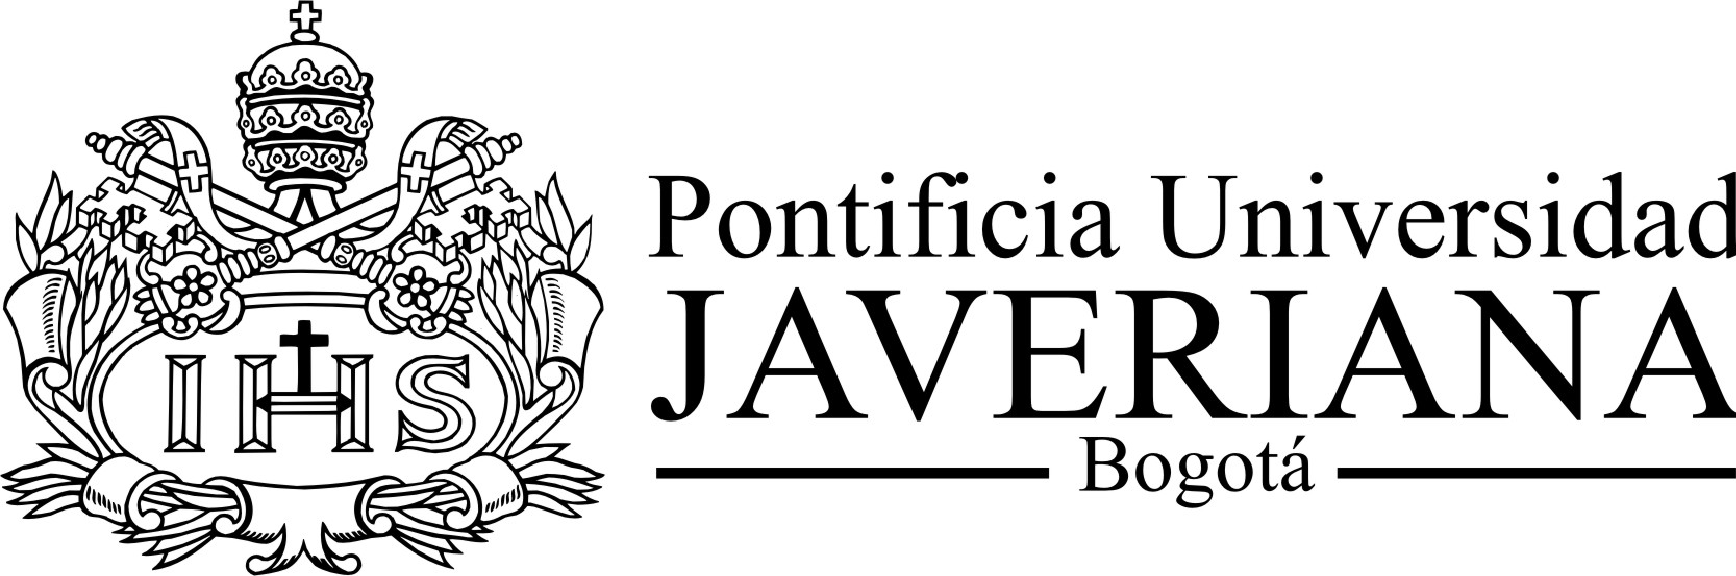 IHS
Pontificia Universidad
JAVERIANA
Bogotá